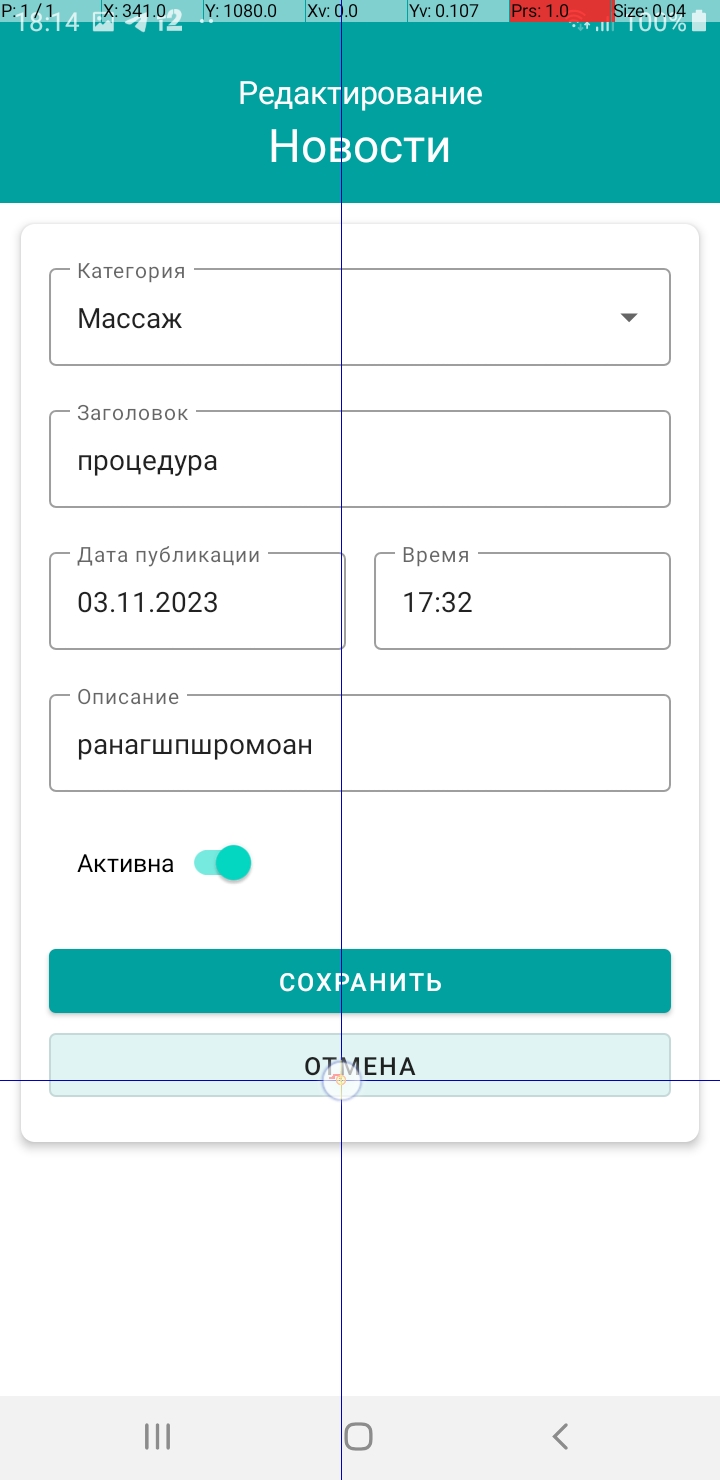 P: 1 / 1 X: 341.0 Y: 1080.0 Xv: 0.0 Yv: 0.107 Prs: 1.0 Size: 0.04
18:14 12 100%
Редактирование
Новости
Категория
Массаж
Заголовок
процедура
Дата публикации Время
03.11.2023 17:32
Описание
ранагшпшромоан
Активна
СОХРАНИТЬ
ОТМЕНА